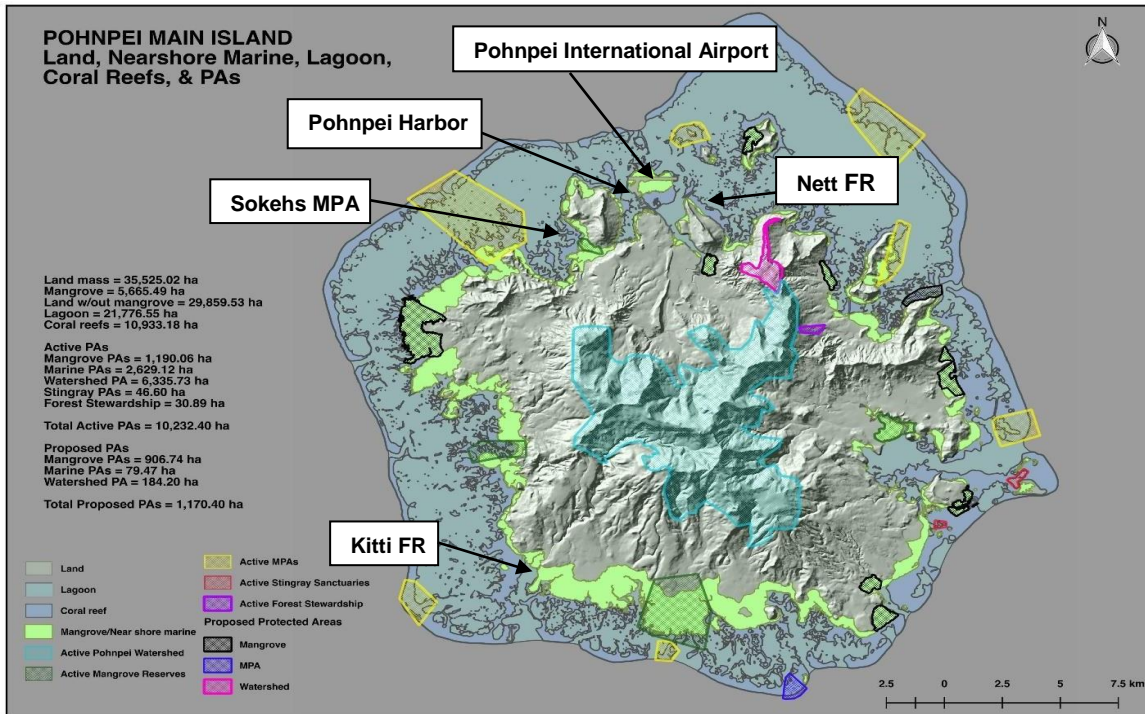 POHNPEI MAIN ISLAND
Land, Nearshore Marine, Lagoon,
Coral Reefs, & PAs
Pohnpei International Airport
N
Pohnpei Harbor
Nett FR
Sokehs MPA
Land mass = 35,525.02 ha
Mangrove = 5,665.49 ha
Land w/out mangrove = 29,859.53 ha
Lagoon = 21,776.55 ha
Coral reefs = 10,933.18 ha
Active PAs
Mangrove PAs = 1,190.06 ha
Marine PAs = 2,629.12 ha
Watershed PA = 6,335.73 ha
Stingray PAs = 46.60 ha
Forest Stewardship = 30.89 ha
Total Active PAs = 10,232.40 ha
Proposed PAs
Mangrove PAs = 906.74 ha
Marine PAs = 79.47 ha
Watershed PA = 184.20 ha
Total Proposed PAs = 1,170.40 ha
Kitti FR
Land
Lagoon
Coral reef
Mangrove/Near shore marine
Active Pohnpei Watershed
Active Mangrove Reserves
Active MPAs
Active Stingray Sanctuaries
Active Forest Stewardship
Proposed Protected Areas
Mangrove
MPA
Watershed
2.5 0 2.5 5 7.5 km